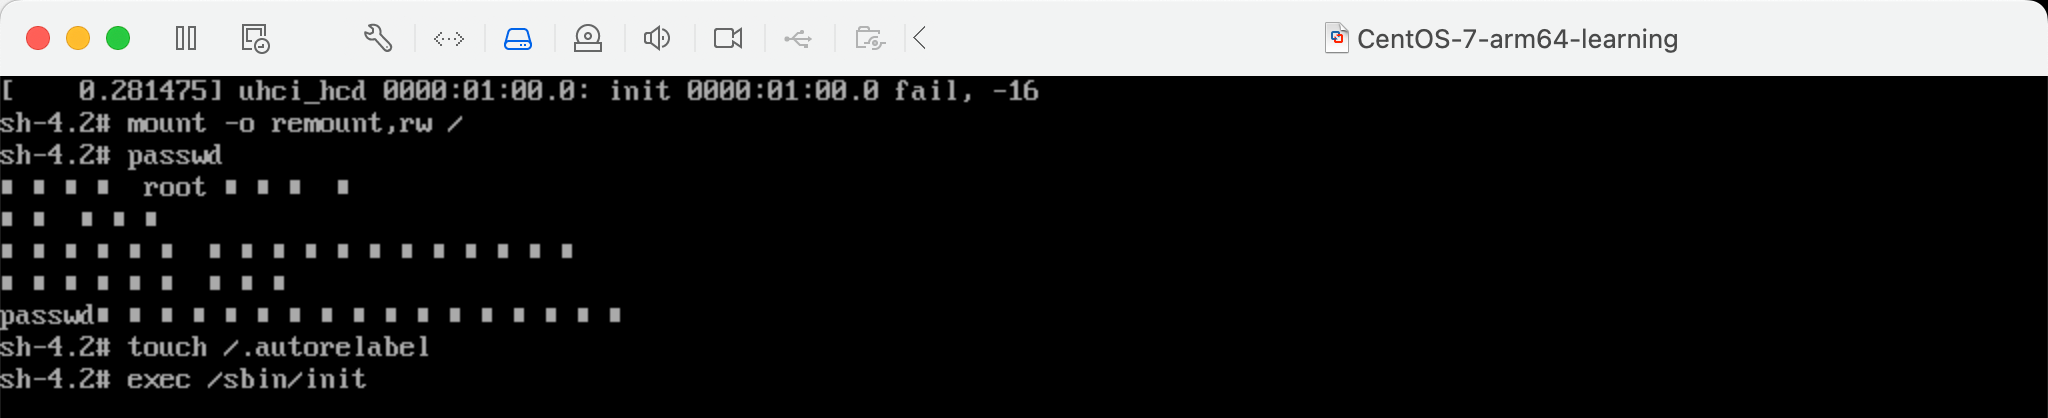 CentOS-7-arm64-learning
[    0.281475] uhci_hcd 0000:01:00.0: init 0000:01:00.0 fail, -16
sh-4.2# mount -o remount,rw /
sh-4.2# passwd
root
passwd
sh-4.2# touch /.autorelabel
sh-4.2# exec /sbin/init